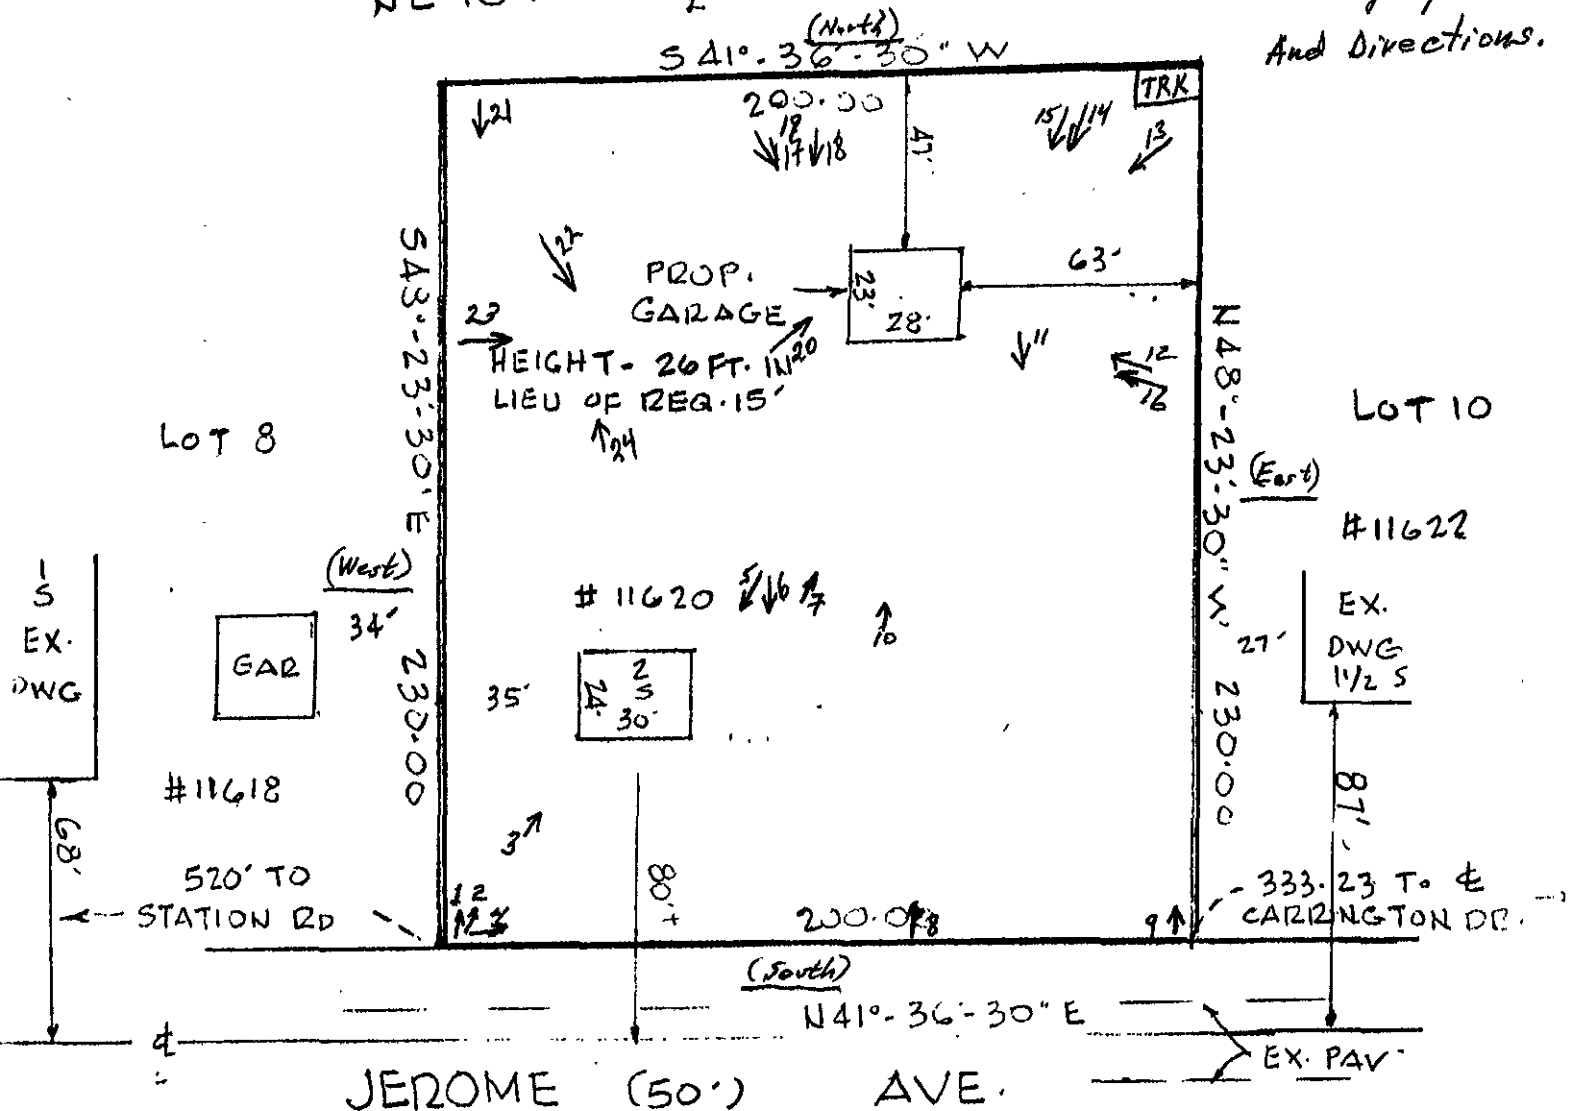 And Directions.
(North)
S 41°-36'-30" W
200.00
TRK
21
19
17 18
15 14
13
47'
22
PROP.
GARAGE
23'
28'
63'
23
HEIGHT- 26 FT. IN
LIEU OF REQ. 15'
20
11
12
16
24
S 48°-23'-30" E
230.00
N 48°-23'-30" W
230.00
LOT 8
LOT 10
(East)
#11622
(West)
34'
1
S
EX.
DWG
GAR
# 11620
5 6 7
10
EX.
DWG
1 1/2 S
27'
35'
2
S
24'
30'
#11618
68'
87'
3
80'+
520' TO
STATION RD
1 2
200.00
8
9
333.23 TO ℄
CARRINGTON DR.
(South)
N 41°-36'-30" E
℄
EX. PAV.
JEROME (50') AVE.